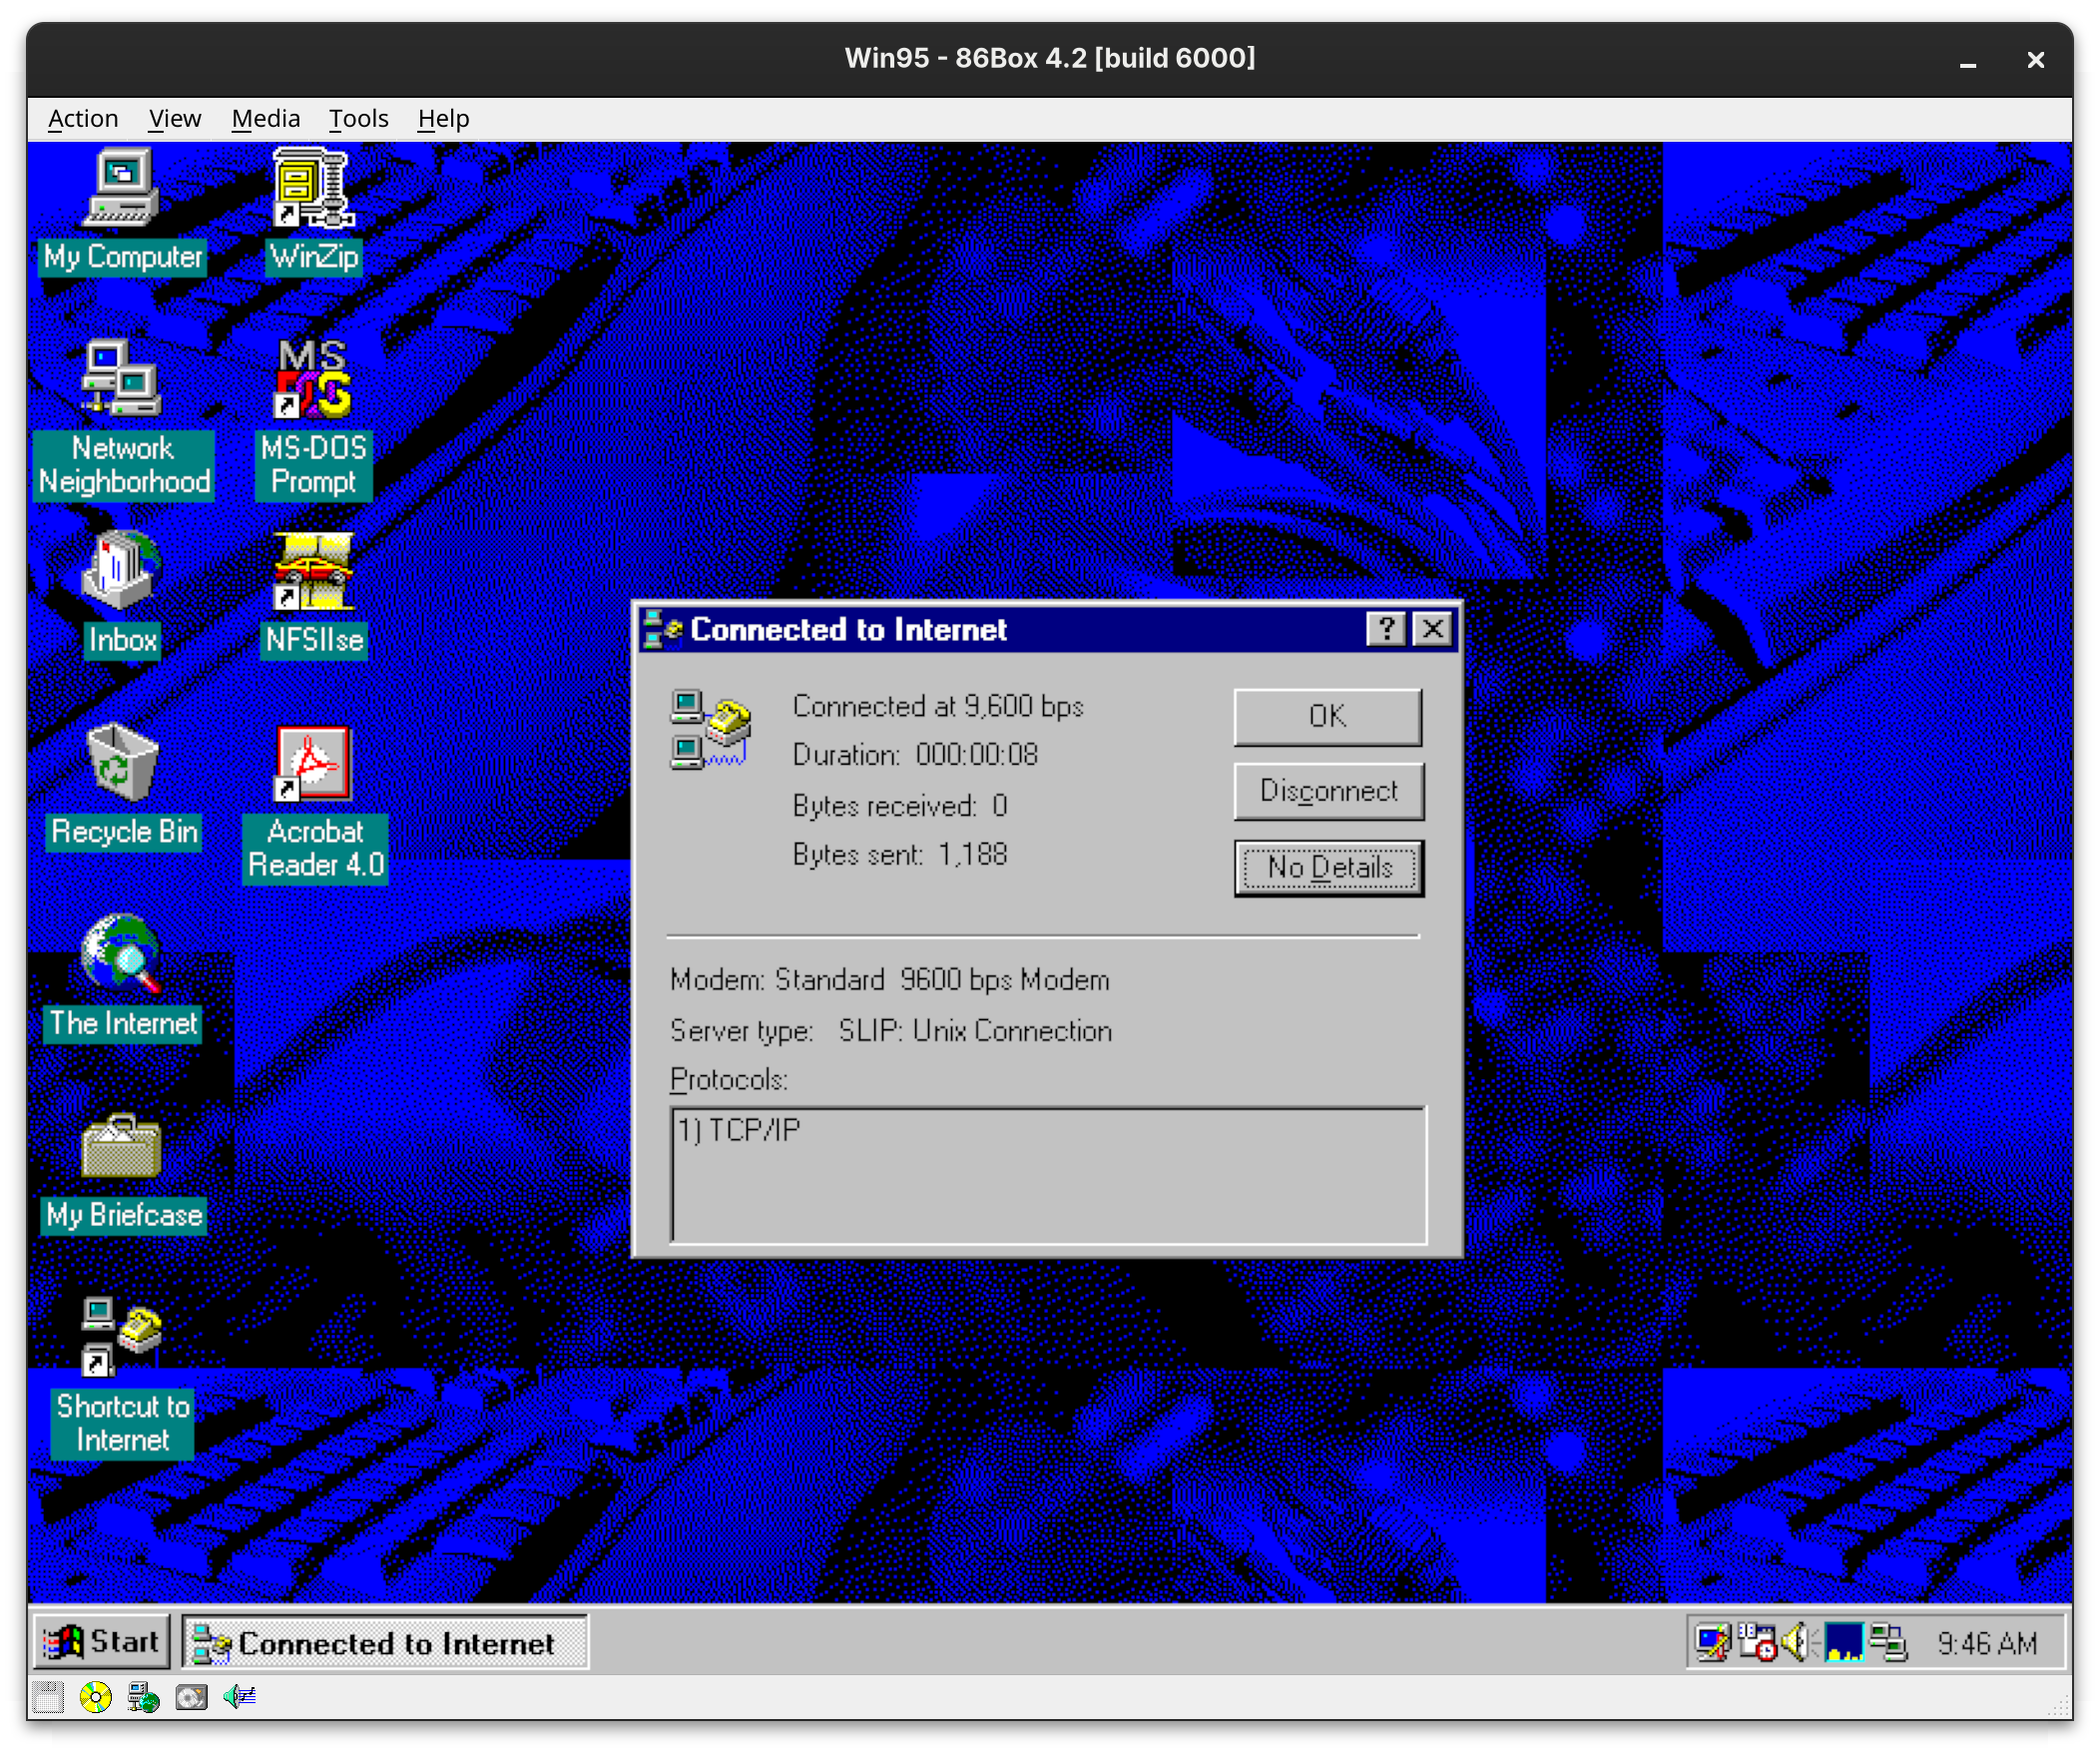 Win95 - 86Box 4.2 [build 6000]
Action View Media Tools Help
My Computer
WinZip
Network
Neighborhood
MS
DOS
MS-DOS
Prompt
Inbox
NFSIIse
Recycle Bin
Acrobat
Reader 4.0
The Internet
My Briefcase
Shortcut to
Internet
Connected to Internet
Connected at 9,600 bps
Duration: 000:00:08
Bytes received: 0
Bytes sent: 1,188
OK
Disconnect
No Details
Modem: Standard 9600 bps Modem
Server type: SLIP: Unix Connection
Protocols:
1) TCP/IP
Start
Connected to Internet
9:46 AM